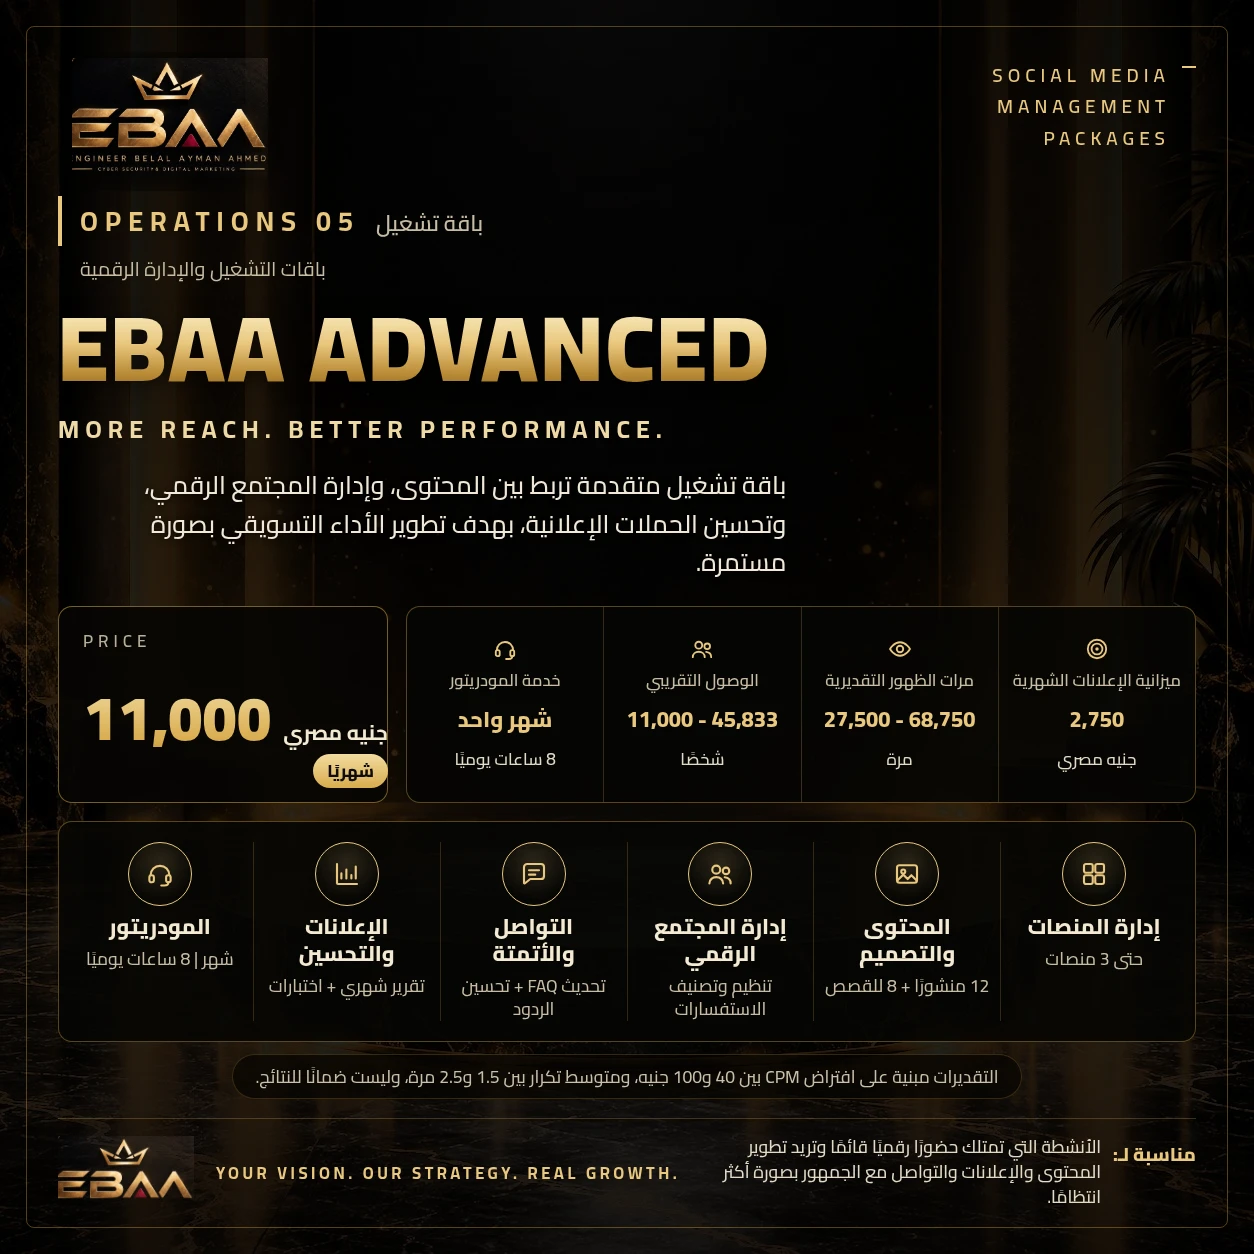 EBAA
ENGINEER BELAL AYMAN AHMED
CYBER SECURITY & DIGITAL MARKETING
SOCIAL MEDIA
MANAGEMENT
PACKAGES
OPERATIONS 05 باقة تشغيل
باقات التشغيل والإدارة الرقمية
EBAA ADVANCED
MORE REACH. BETTER PERFORMANCE.
باقة تشغيل متقدمة تربط بين المحتوى، وإدارة المجتمع الرقمي،
وتحسين الحملات الإعلانية، بهدف تطوير الأداء التسويقي بصورة
مستمرة.
PRICE
11,000 جنيه مصري
شهريًا
ميزانية الإعلانات الشهرية
2,750
جنيه مصري
مرات الظهور التقديرية
27,500 - 68,750
مرة
الوصول التقريبي
11,000 - 45,833
شخصًا
خدمة المودريتور
شهر واحد
8 ساعات يوميًا
إدارة المنصات
حتى 3 منصات
المحتوى
والتصميم
12 منشورًا + 8 للقصص
إدارة المجتمع
الرقمي
تنظيم وتصنيف
الاستفسارات
التواصل
والأتمتة
تحديث FAQ + تحسين
الردود
الإعلانات
والتحسين
تقرير شهري + اختبارات
المودريتور
شهر | 8 ساعات يوميًا
التقديرات مبنية على افتراض CPM بين 40 و100 جنيه، ومتوسط تكرار بين 1.5 و2.5 مرة، وليست ضمانًا للنتائج.
EBAA
YOUR VISION. OUR STRATEGY. REAL GROWTH.
مناسبة لـ:
الأنشطة التي تمتلك حضورًا رقميًا قائمًا وتريد تطوير
المحتوى والإعلانات والتواصل مع الجمهور بصورة أكثر
انتظامًا.